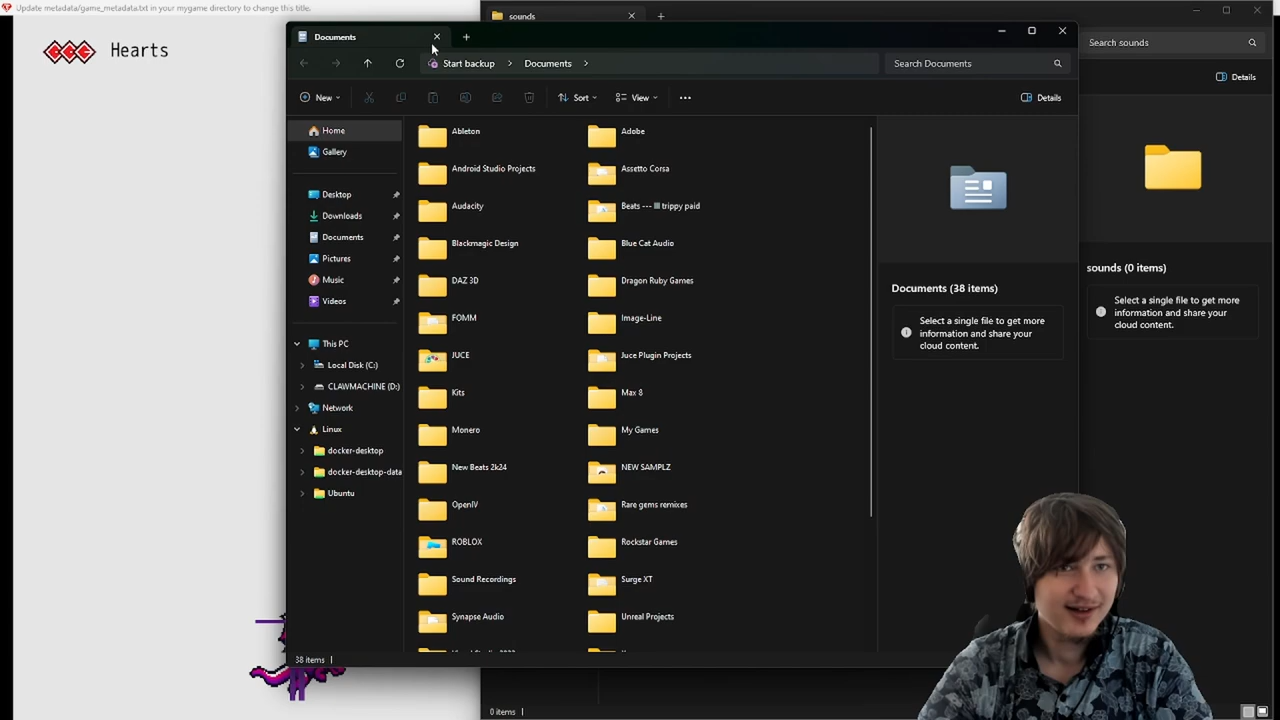 Update metadata/game_metadata.txt in your mygame directory to change this title.
Hearts
sounds
Search sounds
Details
Documents
Start backup
Documents
Search Documents
New
Sort
View
Details
Home
Gallery
Desktop
Downloads
Documents
Pictures
Music
Videos
This PC
Local Disk (C:)
CLAWMACHINE (D:)
Network
Linux
docker-desktop
docker-desktop-data
Ubuntu
Ableton
Adobe
Android Studio Projects
Assetto Corsa
Audacity
Beats --- lll trippy paid
Blackmagic Design
Blue Cat Audio
DAZ 3D
Dragon Ruby Games
FOMM
Image-Line
JUCE
Juce Plugin Projects
Kits
Max 8
Monero
My Games
New Beats 2k24
NEW SAMPLZ
OpenIV
Rare gems remixes
ROBLOX
Rockstar Games
Sound Recordings
Surge XT
Synapse Audio
Unreal Projects
Documents (38 items)
Select a single file to get more
information and share your
cloud content.
sounds (0 items)
Select a single file to get more
information and share your
cloud content.
38 items
0 items